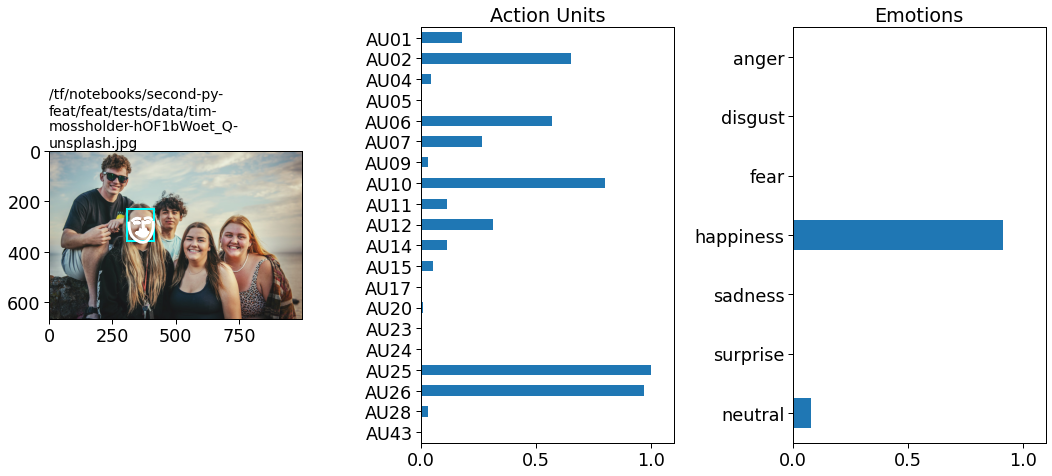 /tf/notebooks/second-py-
feat/feat/tests/data/tim-
mossholder-hOF1bWoet_Q-
unsplash.jpg
0
200
400
600
0
250
500
750
Action Units
AU01
AU02
AU04
AU05
AU06
AU07
AU09
AU10
AU11
AU12
AU14
AU15
AU17
AU20
AU23
AU24
AU25
AU26
AU28
AU43
0.0
0.5
1.0
Emotions
anger
disgust
fear
happiness
sadness
surprise
neutral
0.0
0.5
1.0